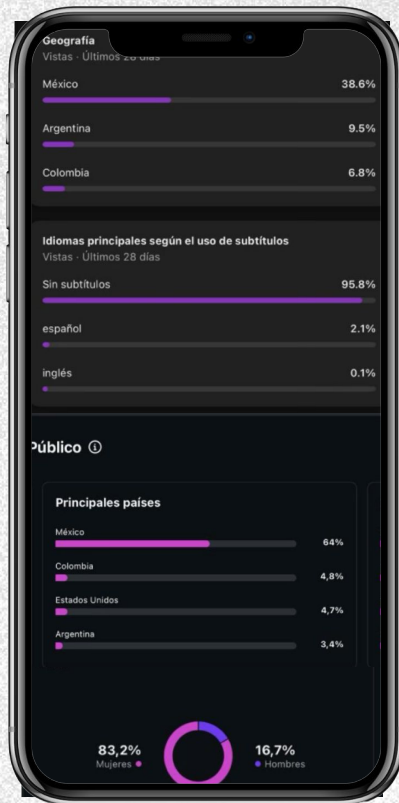 Geografía
Vistas · Últimos 28 días
México 38.6%
Argentina 9.5%
Colombia 6.8%
Idiomas principales según el uso de subtítulos
Vistas · Últimos 28 días
Sin subtítulos 95.8%
español 2.1%
inglés 0.1%
Público
Principales países
México
64%
Colombia
4,8%
Estados Unidos
4,7%
Argentina
3,4%
83,2% 16,7%
Mujeres Hombres